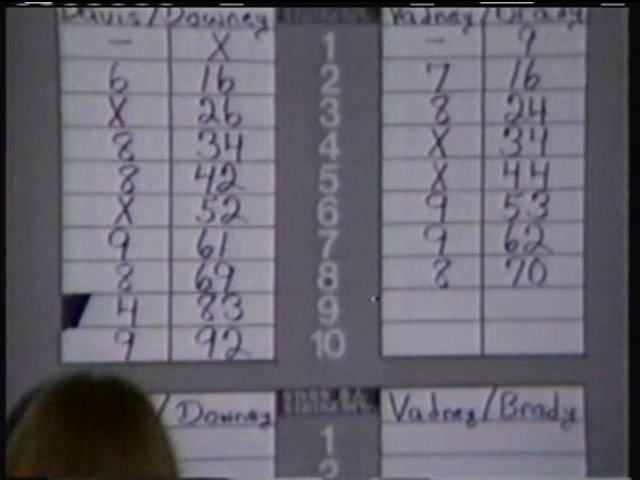 Davis/Downey Vadney/Brady
– X 1 – 9
6 16 2 7 16
X 26 3 8 24
8 34 4 X 34
8 42 5 X 44
X 52 6 9 53
9 61 7 9 62
8 69 8 8 70
4 83 9
9 92 10
/Downey Vadney/Brady
1
2